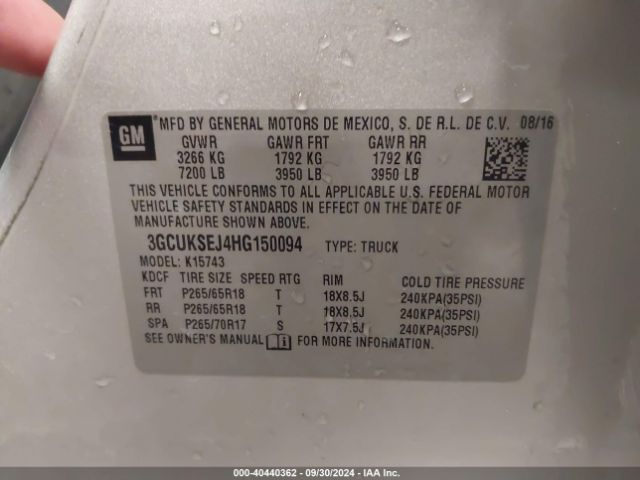 GM MFD BY GENERAL MOTORS DE MEXICO, S. DE R.L. DE C.V. 08/16
GVWR GAWR FRT GAWR RR
3266 KG 1792 KG 1792 KG
7200 LB 3950 LB 3950 LB
THIS VEHICLE CONFORMS TO ALL APPLICABLE U.S. FEDERAL MOTOR
VEHICLE SAFETY STANDARDS IN EFFECT ON THE DATE OF
MANUFACTURE SHOWN ABOVE.
3GCUKSEJ4HG150094 TYPE: TRUCK
MODEL: K15743
KDCF TIRE SIZE SPEED RTG RIM COLD TIRE PRESSURE
FRT P265/65R18 T 18X8.5J 240KPA(35PSI)
RR P265/65R18 T 18X8.5J 240KPA(35PSI)
SPA P265/70R17 S 17X7.5J 240KPA(35PSI)
SEE OWNER'S MANUAL FOR MORE INFORMATION.
000-40440362 - 09/30/2024 - IAAI.COM